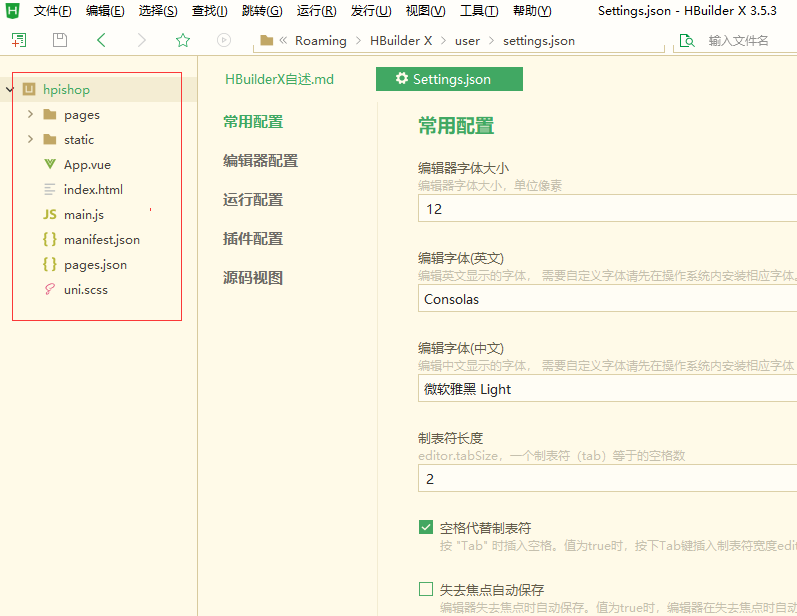 文件(F) 编辑(E) 选择(S) 查找(I) 跳转(G) 运行(R) 发行(U) 视图(V) 工具(T) 帮助(Y) Settings.json - HBuilder X 3.5.3
« Roaming > HBuilder X > user > settings.json 输入文件名
hpishop
pages
static
App.vue
index.html
JS main.js
{ } manifest.json
{ } pages.json
uni.scss
HBuilderX自述.md Settings.json
常用配置
编辑器配置
运行配置
插件配置
源码视图
常用配置
编辑器字体大小
编辑器字体大小，单位像素
12
编辑字体(英文)
编辑英文显示的字体， 需要自定义字体请先在操作系统内安装相应字体。
Consolas
编辑字体(中文)
编辑中文显示的字体， 需要自定义字体请先在操作系统内安装相应字体
微软雅黑 Light
制表符长度
editor.tabSize，一个制表符（tab）等于的空格数
2
空格代替制表符
按 "Tab" 时插入空格。值为true时，按下Tab键插入制表符宽度edi
失去焦点自动保存
编辑器失去焦点时自动保存。值为true时，编辑器在失去焦点时自动